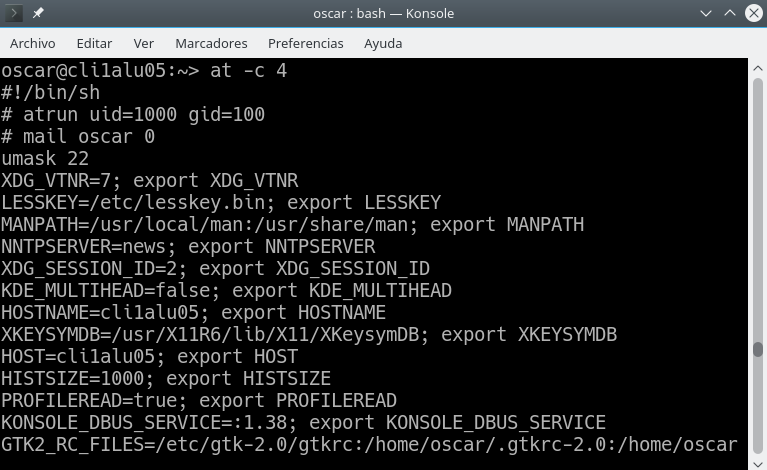 oscar : bash — Konsole
Archivo Editar Ver Marcadores Preferencias Ayuda
oscar@cli1alu05:~> at -c 4
#!/bin/sh
# atrun uid=1000 gid=100
# mail oscar 0
umask 22
XDG_VTNR=7; export XDG_VTNR
LESSKEY=/etc/lesskey.bin; export LESSKEY
MANPATH=/usr/local/man:/usr/share/man; export MANPATH
NNTPSERVER=news; export NNTPSERVER
XDG_SESSION_ID=2; export XDG_SESSION_ID
KDE_MULTIHEAD=false; export KDE_MULTIHEAD
HOSTNAME=cli1alu05; export HOSTNAME
XKEYSYMDB=/usr/X11R6/lib/X11/XKeysymDB; export XKEYSYMDB
HOST=cli1alu05; export HOST
HISTSIZE=1000; export HISTSIZE
PROFILEREAD=true; export PROFILEREAD
KONSOLE_DBUS_SERVICE=:1.38; export KONSOLE_DBUS_SERVICE
GTK2_RC_FILES=/etc/gtk-2.0/gtkrc:/home/oscar/.gtkrc-2.0:/home/oscar